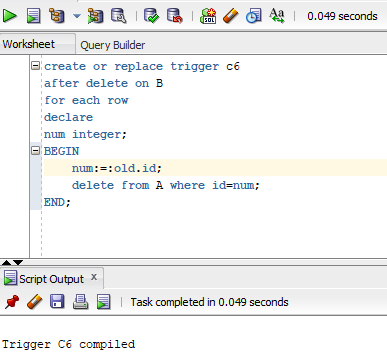 0.049 seconds
Worksheet Query Builder
create or replace trigger c6
after delete on B
for each row
declare
num integer;
BEGIN
num:=:old.id;
delete from A where id=num;
END;
Script Output x
Task completed in 0.049 seconds
Trigger C6 compiled